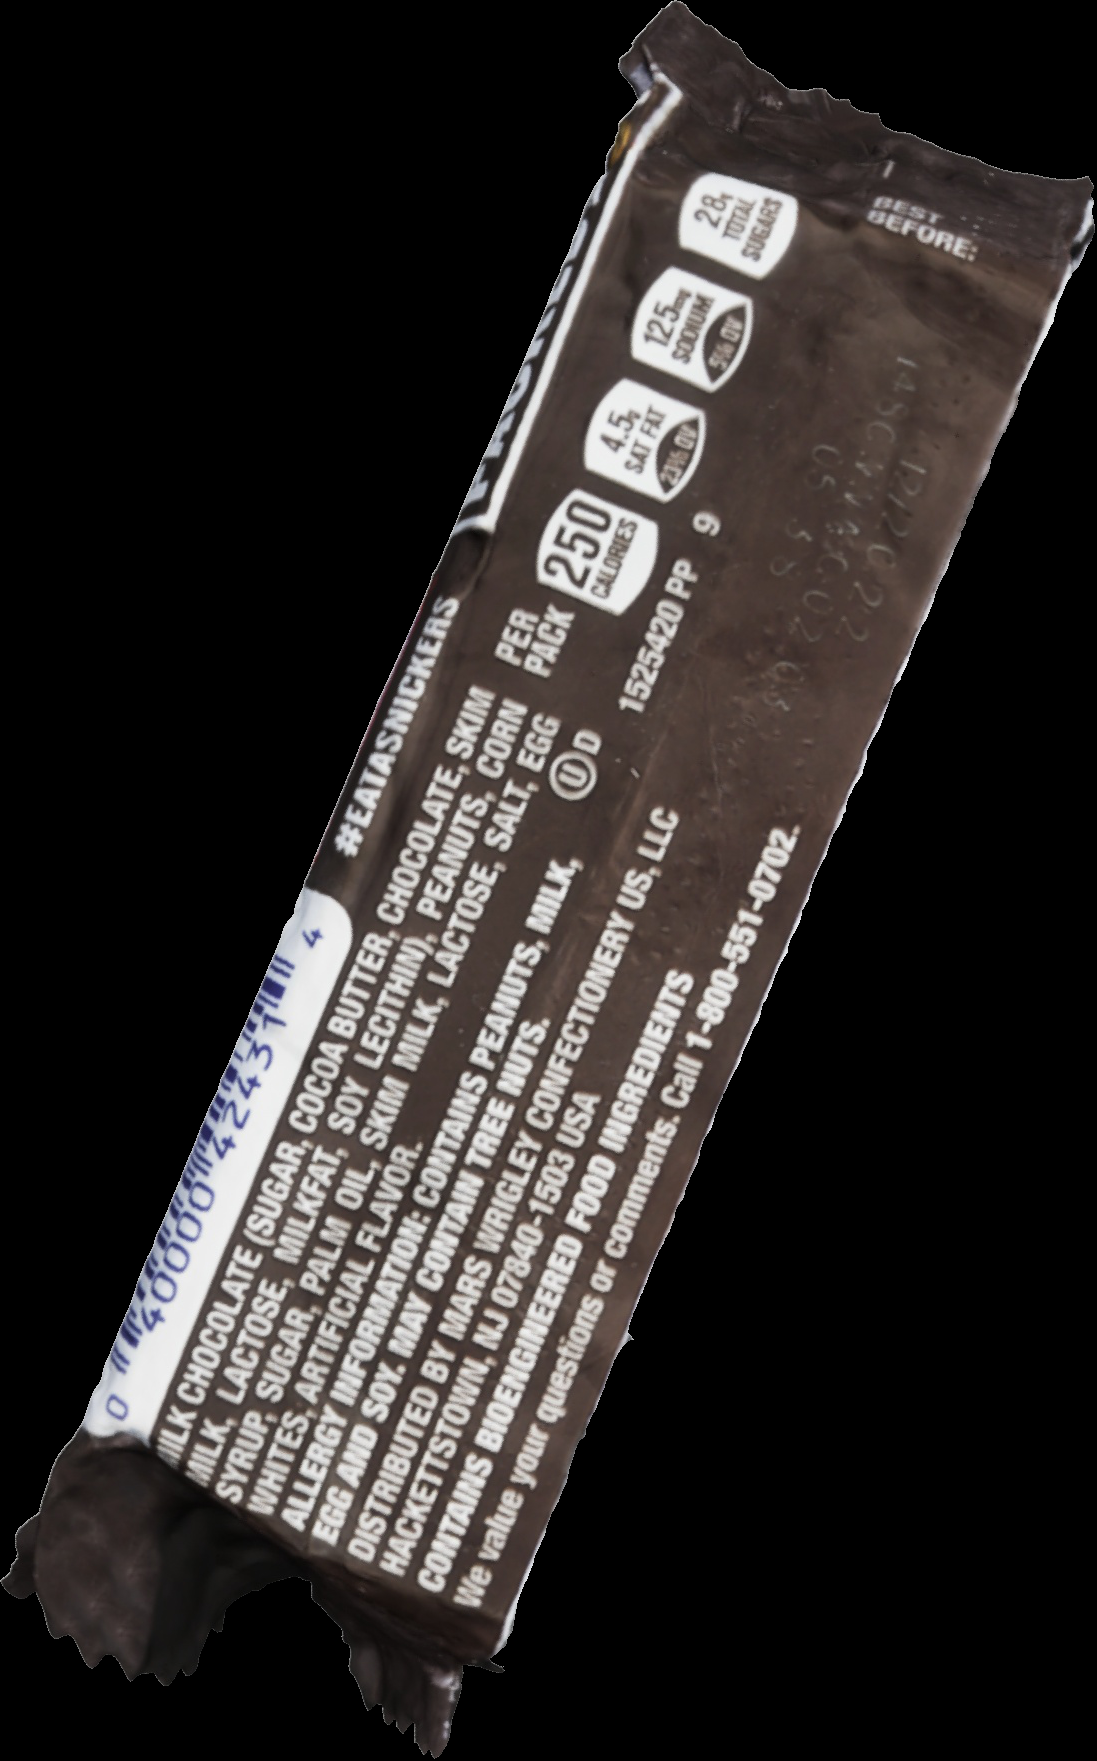 #EATASNICKERS
0 40000 42431 4
MILK CHOCOLATE (SUGAR, COCOA BUTTER, CHOCOLATE, SKIM
MILK, LACTOSE, MILKFAT, SOY LECITHIN), PEANUTS, CORN
SYRUP, SUGAR, PALM OIL, SKIM MILK, LACTOSE, SALT, EGG
WHITES, ARTIFICIAL FLAVOR.
ALLERGY INFORMATION: CONTAINS PEANUTS, MILK,
EGG AND SOY. MAY CONTAIN TREE NUTS.
DISTRIBUTED BY MARS WRIGLEY CONFECTIONERY US, LLC
HACKETTSTOWN, NJ 07840-1503 USA
CONTAINS BIOENGINEERED FOOD INGREDIENTS
We value your questions or comments. Call 1-800-551-0702.
U D
PER
PACK
250
CALORIES
4.5g
SAT FAT
23% DV
125mg
SODIUM
5% DV
28g
TOTAL
SUGARS
1525420 PP 9
BEST
BEFORE: